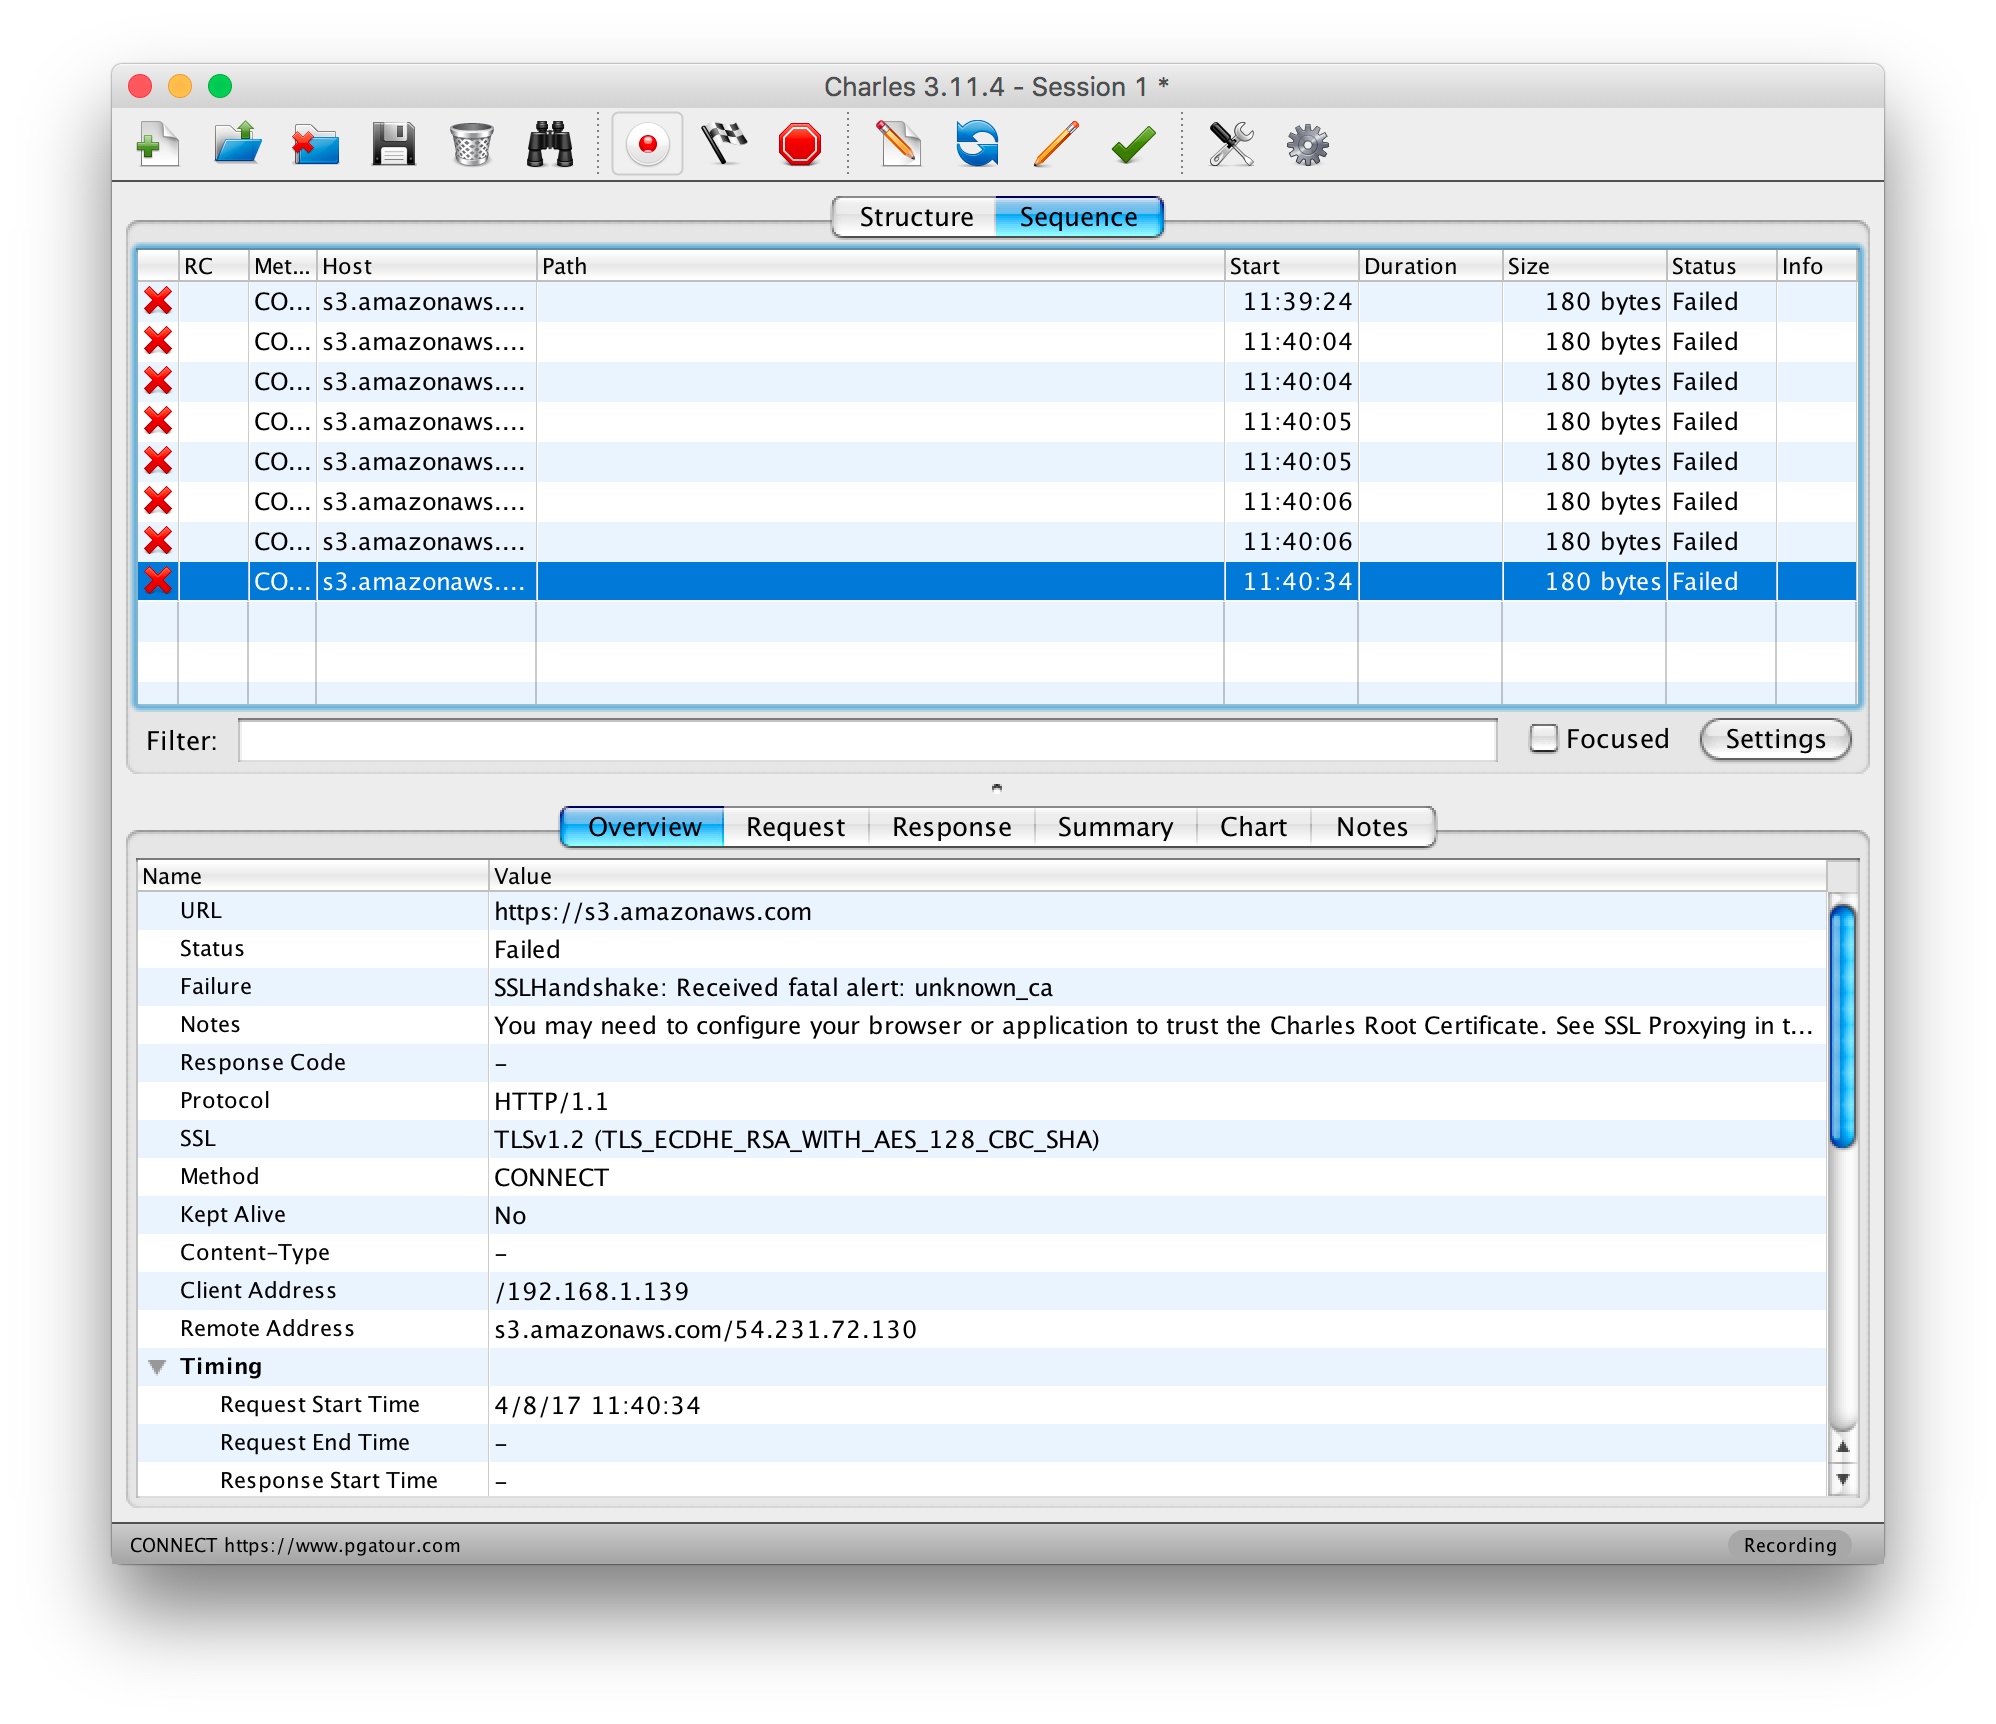 Charles 3.11.4 - Session 1 *
Structure Sequence
RC Met... Host Path Start Duration Size Status Info
CO... s3.amazonaws.... 11:39:24 180 bytes Failed
CO... s3.amazonaws.... 11:40:04 180 bytes Failed
CO... s3.amazonaws.... 11:40:04 180 bytes Failed
CO... s3.amazonaws.... 11:40:05 180 bytes Failed
CO... s3.amazonaws.... 11:40:05 180 bytes Failed
CO... s3.amazonaws.... 11:40:06 180 bytes Failed
CO... s3.amazonaws.... 11:40:06 180 bytes Failed
CO... s3.amazonaws.... 11:40:34 180 bytes Failed
Filter: Focused Settings
Overview Request Response Summary Chart Notes
Name Value
URL https://s3.amazonaws.com
Status Failed
Failure SSLHandshake: Received fatal alert: unknown_ca
Notes You may need to configure your browser or application to trust the Charles Root Certificate. See SSL Proxying in t...
Response Code –
Protocol HTTP/1.1
SSL TLSv1.2 (TLS_ECDHE_RSA_WITH_AES_128_CBC_SHA)
Method CONNECT
Kept Alive No
Content-Type –
Client Address /192.168.1.139
Remote Address s3.amazonaws.com/54.231.72.130
Timing
Request Start Time 4/8/17 11:40:34
Request End Time –
Response Start Time –
CONNECT https://www.pgatour.com Recording